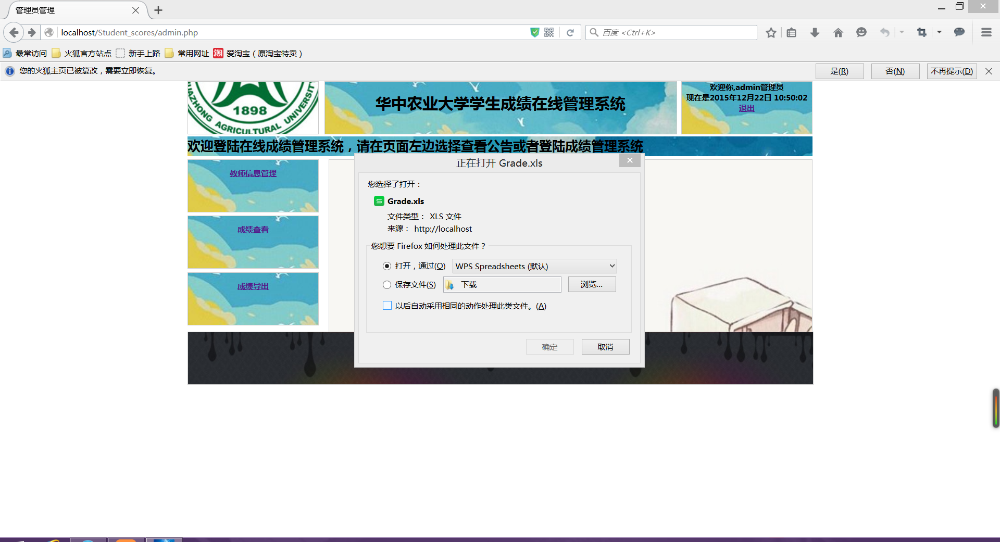 管理员管理
localhost/Student_scores/admin.php
百度 <Ctrl+K>
最常访问 火狐官方站点 新手上路 常用网址 淘 爱淘宝（原淘宝特卖）
您的火狐主页已被篡改，需要立即恢复。
是(R) 否(N) 不再提示(D)
1898
HUAZHONG AGRICULTURAL UNIVERSITY
华中农业大学学生成绩在线管理系统
欢迎你,admin管理员
现在是2015年12月22日 10:50:02
退出
欢迎登陆在线成绩管理系统，请在页面左边选择查看公告或者登陆成绩管理系统
教师信息管理
成绩查看
成绩导出
正在打开 Grade.xls
您选择了打开：
S Grade.xls
文件类型： XLS 文件
来源： http://localhost
您想要 Firefox 如何处理此文件？
打开，通过(O) WPS Spreadsheets (默认)
保存文件(S) 下载 浏览...
以后自动采用相同的动作处理此类文件。(A)
确定 取消